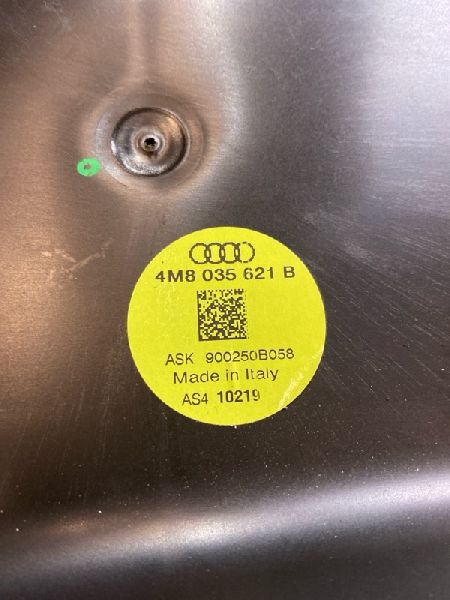 4M8 035 621 B
ASK 900250B058
Made in Italy
AS4 10219